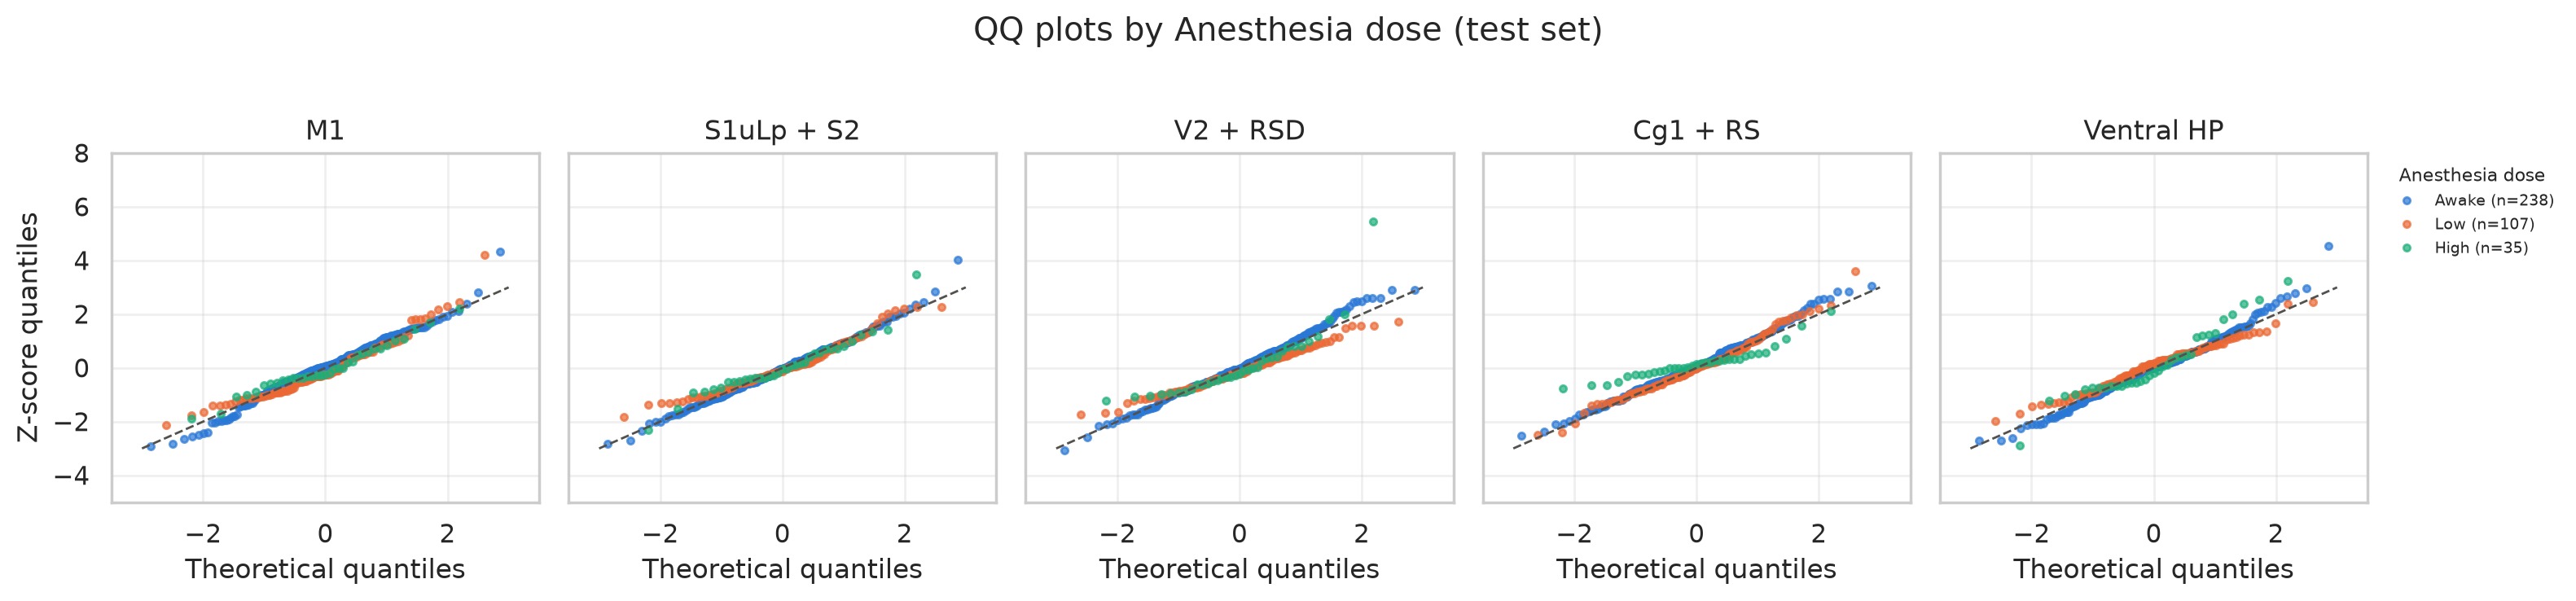 QQ plots by Anesthesia dose (test set)
M1
S1uLp + S2
V2 + RSD
Cg1 + RS
Ventral HP
Z-score quantiles
8
6
4
2
0
−2
−4
−2 0 2
−2 0 2
−2 0 2
−2 0 2
−2 0 2
Theoretical quantiles
Theoretical quantiles
Theoretical quantiles
Theoretical quantiles
Theoretical quantiles
Anesthesia dose
Awake (n=238)
Low (n=107)
High (n=35)